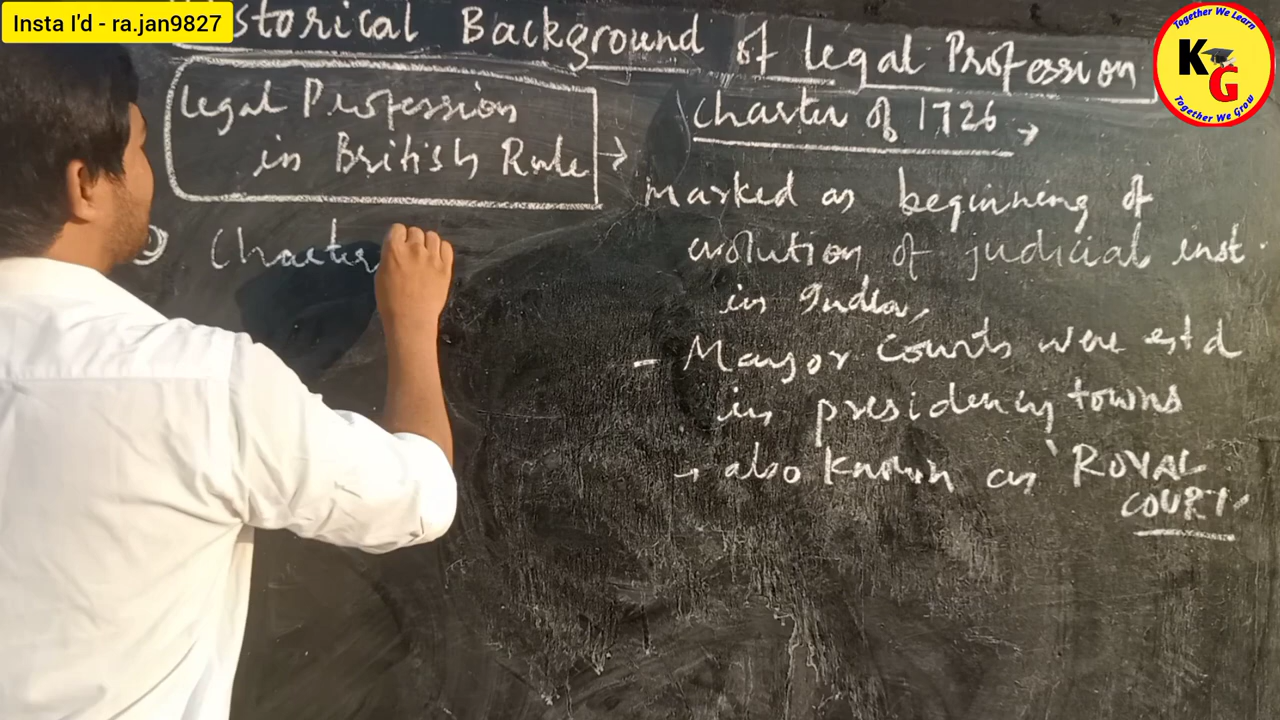 Insta I'd - ra.jan9827
storical Background of legal Profession
Together We Learn
KG
Together We Grow
legal Profession
in British Rule →
Charter of 1726 →
marked as beginning of
evolution of judicial inst.
in India,
- Mayor Courts were estd
in presidency towns
→ also known as 'ROYAL
COURT'
Charter